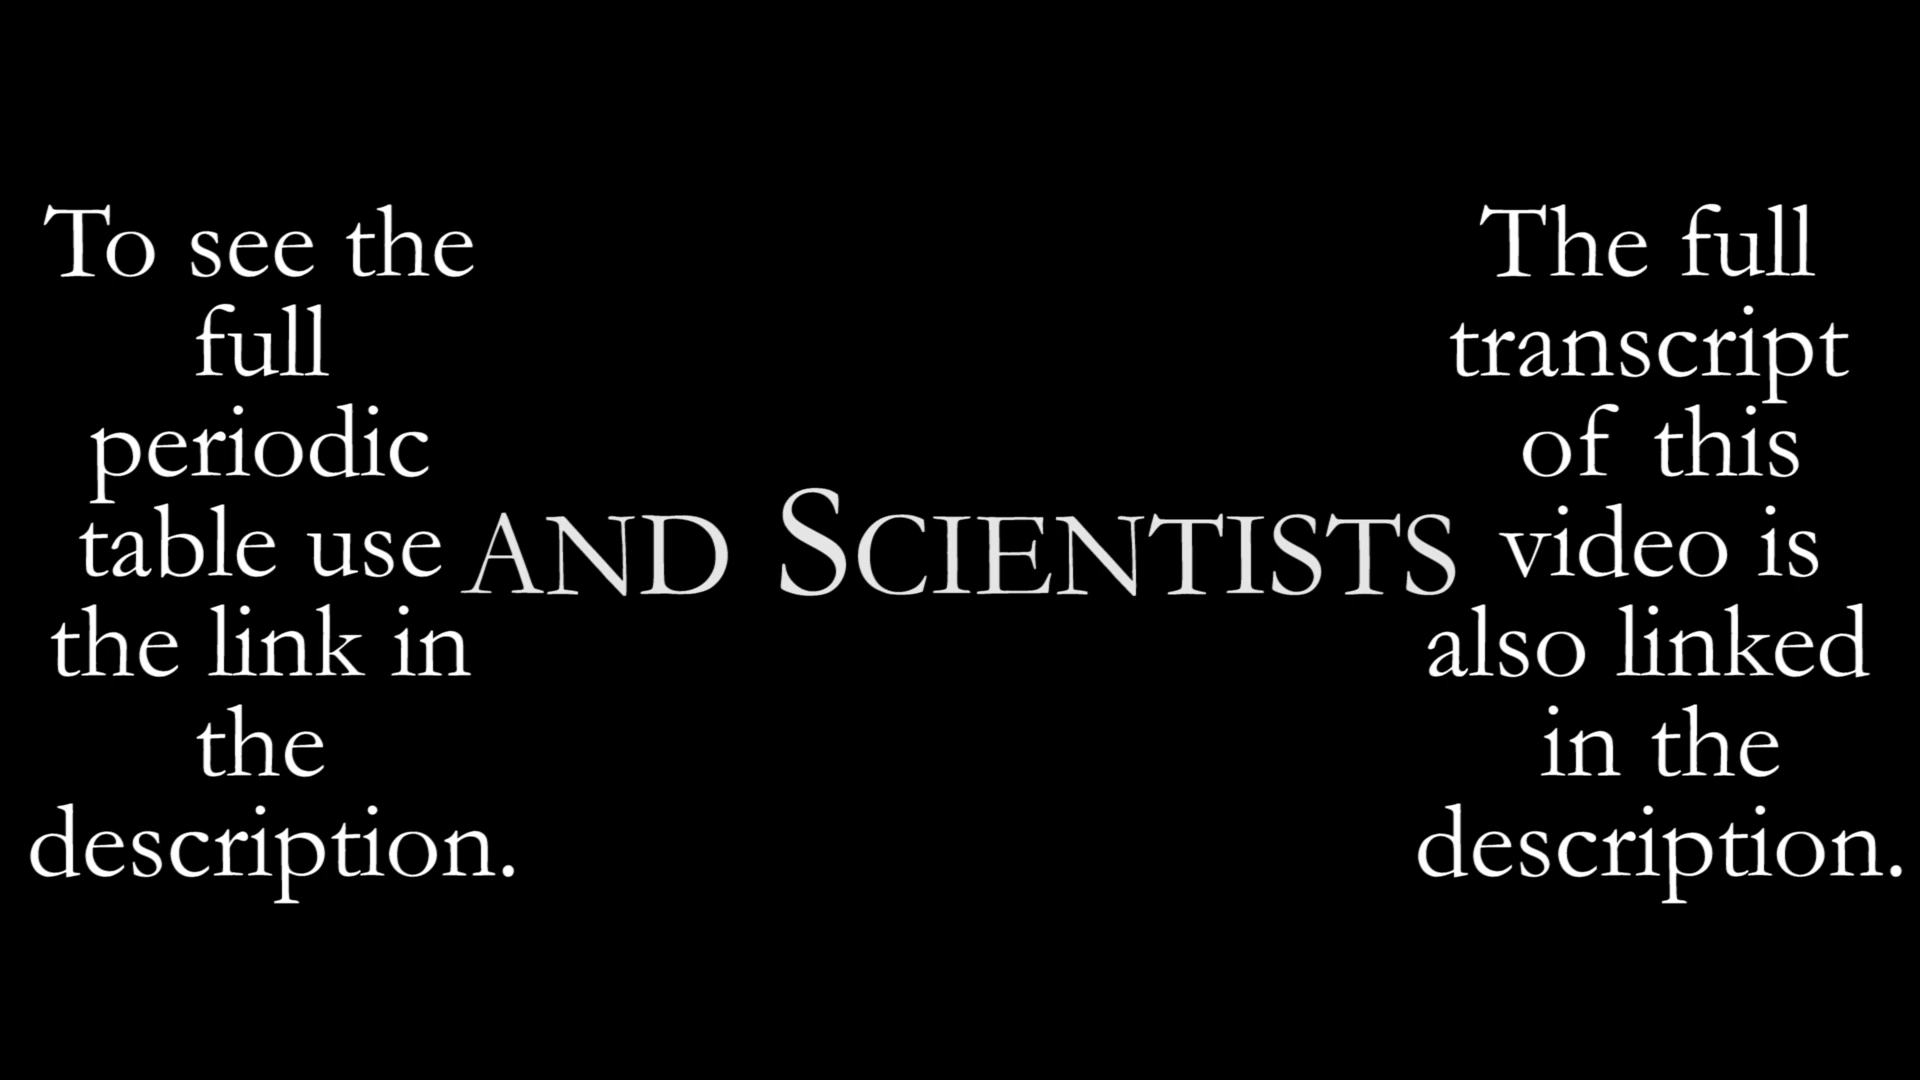 To see the
full
periodic
table use
the link in
the
description.
AND SCIENTISTS
The full
transcript
of this
video is
also linked
in the
description.